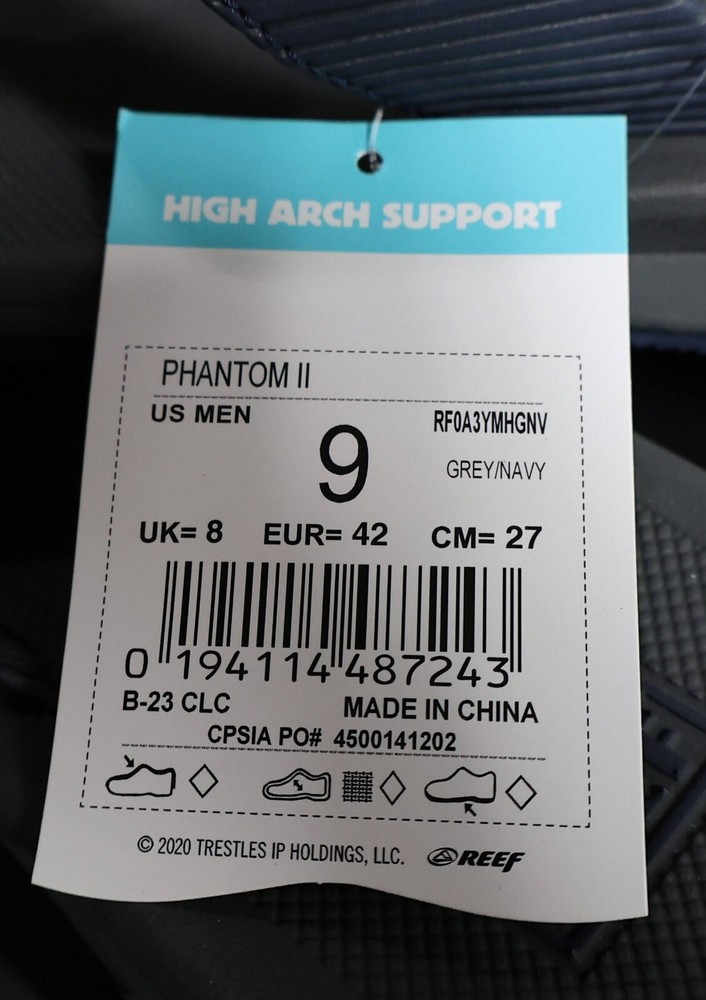 HIGH ARCH SUPPORT
PHANTOM II
US MEN
RF0A3YMHGNV
9
GREY/NAVY
UK= 8 EUR= 42 CM= 27
0 194114 487243
B-23 CLC MADE IN CHINA
CPSIA PO# 4500141202
© 2020 TRESTLES IP HOLDINGS, LLC. REEF